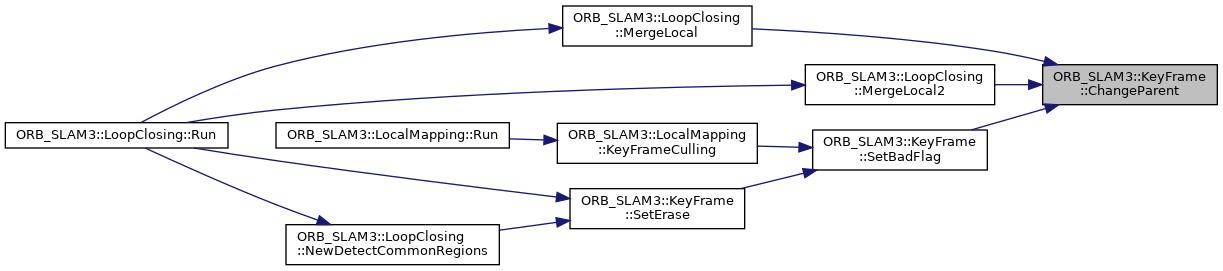 ORB_SLAM3::LoopClosing
::MergeLocal
ORB_SLAM3::KeyFrame
::ChangeParent
ORB_SLAM3::LoopClosing
::MergeLocal2
ORB_SLAM3::LoopClosing::Run
ORB_SLAM3::LocalMapping::Run
ORB_SLAM3::LocalMapping
::KeyFrameCulling
ORB_SLAM3::KeyFrame
::SetBadFlag
ORB_SLAM3::KeyFrame
::SetErase
ORB_SLAM3::LoopClosing
::NewDetectCommonRegions